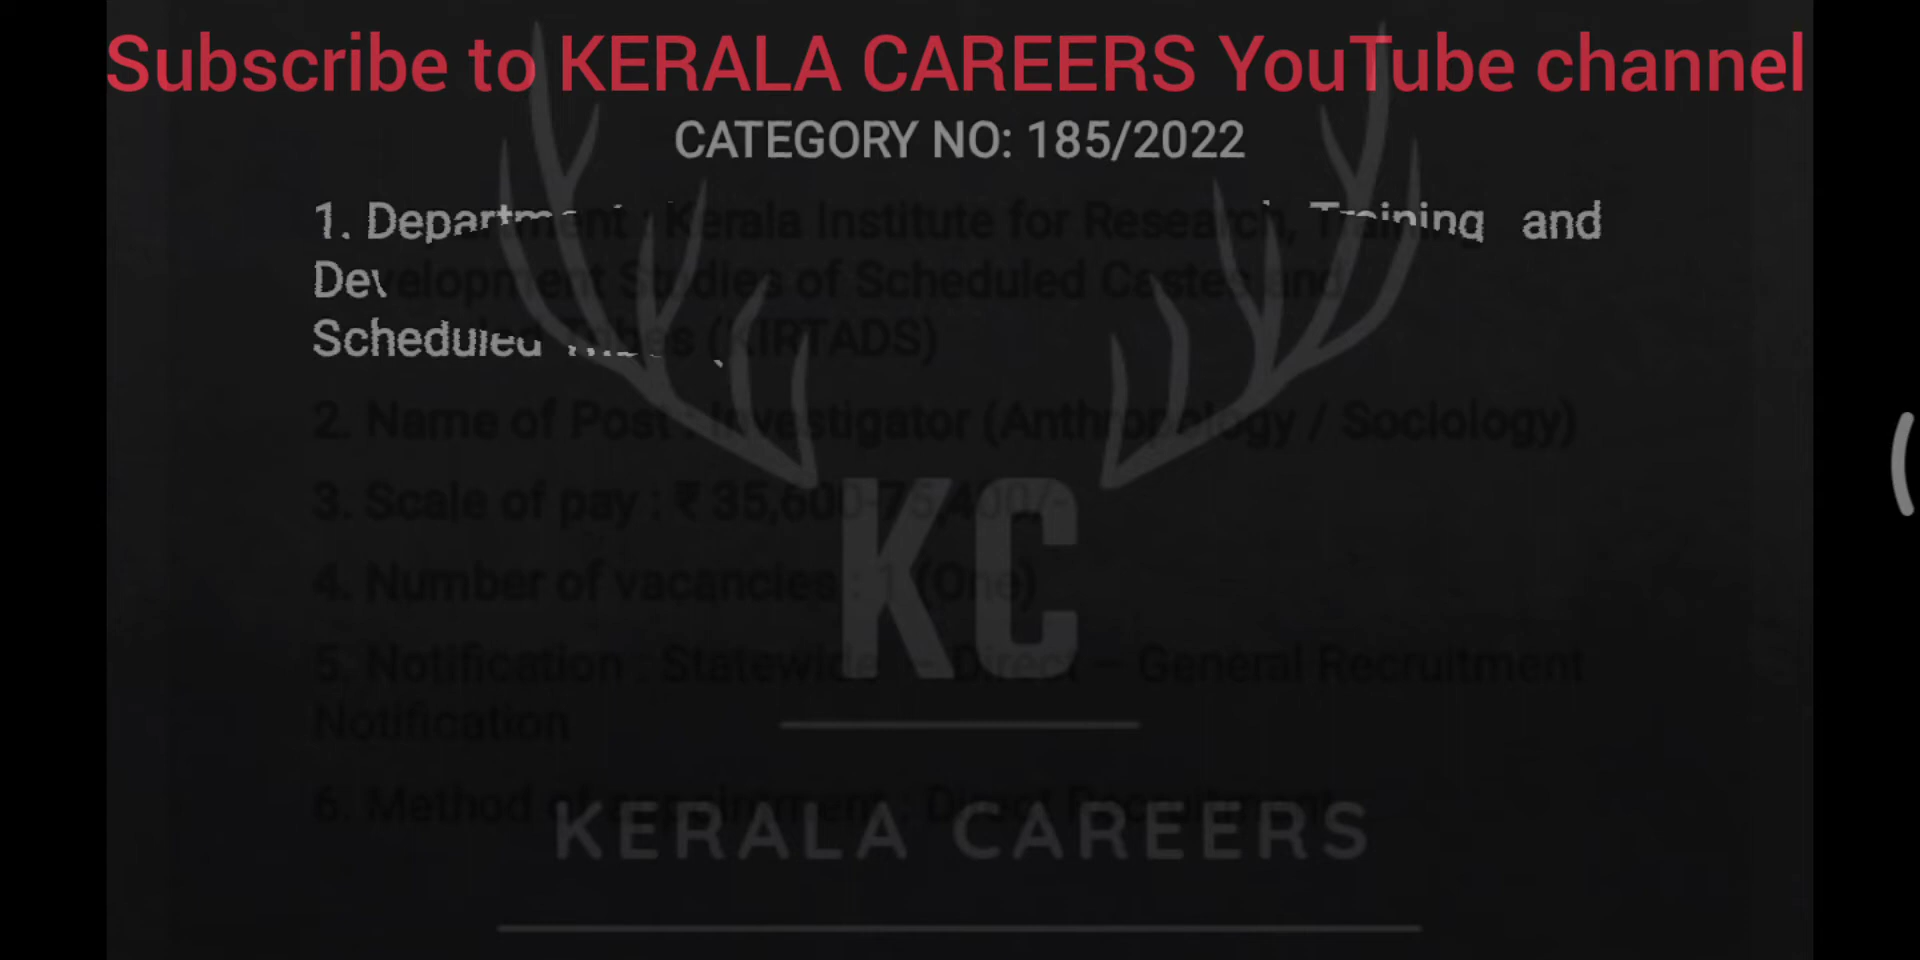 Subscribe to KERALA CAREERS YouTube channel
CATEGORY NO: 185/2022
1. Department : Kerala Institute for Research, Training and
Development Studies of Scheduled Castes and
Scheduled Tribes (KIRTADS)
2. Name of Post : Investigator (Anthropology / Sociology)
3. Scale of pay : ₹ 35,600-75,400/-
4. Number of vacancies : 1 (One)
KC
5. Notification : Statewide – Direct – General Recruitment
Notification
6. Method of appointment : Direct Recruitment
KERALA CAREERS